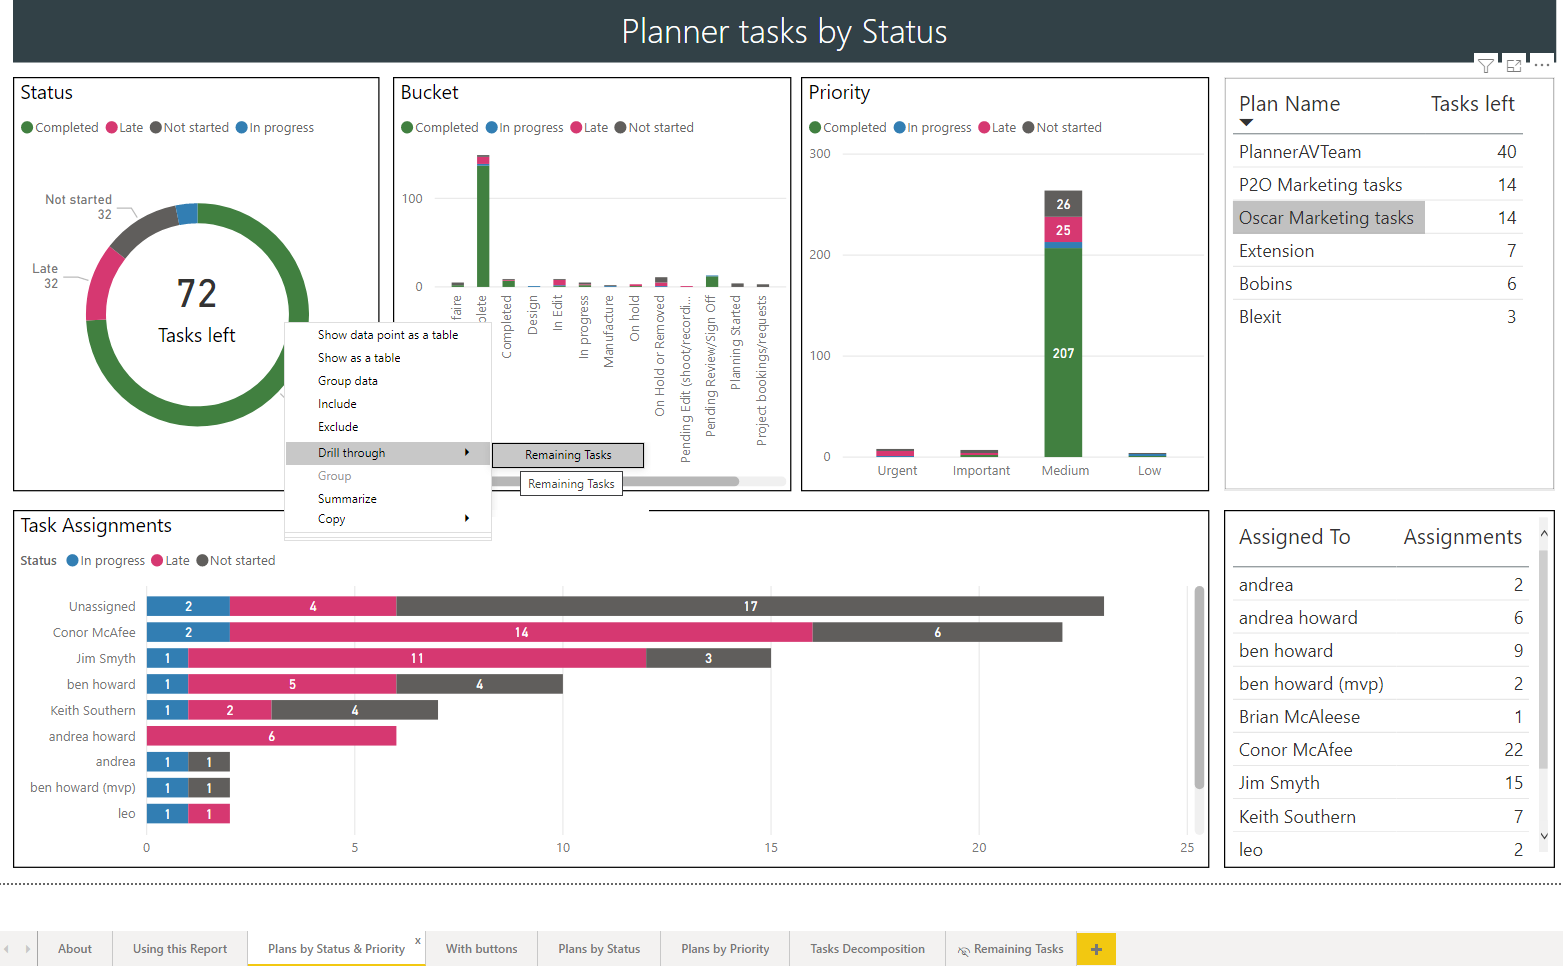 Planner tasks by Status
Status
Completed Late Not started In progress
Not started
32
Late
32
72
Tasks left
Bucket
Completed In progress Late Not started
100
0
faire
plete
Completed
Design
In Edit
In progress
Manufacture
On hold
On Hold or Removed
Pending Edit (shoot/recordi...
Pending Review/Sign Off
Planning Started
Project bookings/requests
Show data point as a table
Show as a table
Group data
Include
Exclude
Drill through
Group
Summarize
Copy
Remaining Tasks
Remaining Tasks
Priority
Completed In progress Late Not started
300
200
100
0
26
25
207
Urgent Important Medium Low
Plan Name Tasks left
PlannerAVTeam 40
P2O Marketing tasks 14
Oscar Marketing tasks 14
Extension 7
Bobins 6
Blexit 3
Task Assignments
Status In progress Late Not started
Unassigned 2 4 17
Conor McAfee 2 14 6
Jim Smyth 1 11 3
ben howard 1 5 4
Keith Southern 1 2 4
andrea howard 6
andrea 1 1
ben howard (mvp) 1 1
leo 1 1
0 5 10 15 20 25
Assigned To Assignments
andrea 2
andrea howard 6
ben howard 9
ben howard (mvp) 2
Brian McAleese 1
Conor McAfee 22
Jim Smyth 15
Keith Southern 7
leo 2
About Using this Report Plans by Status & Priority x With buttons Plans by Status Plans by Priority Tasks Decomposition Remaining Tasks +